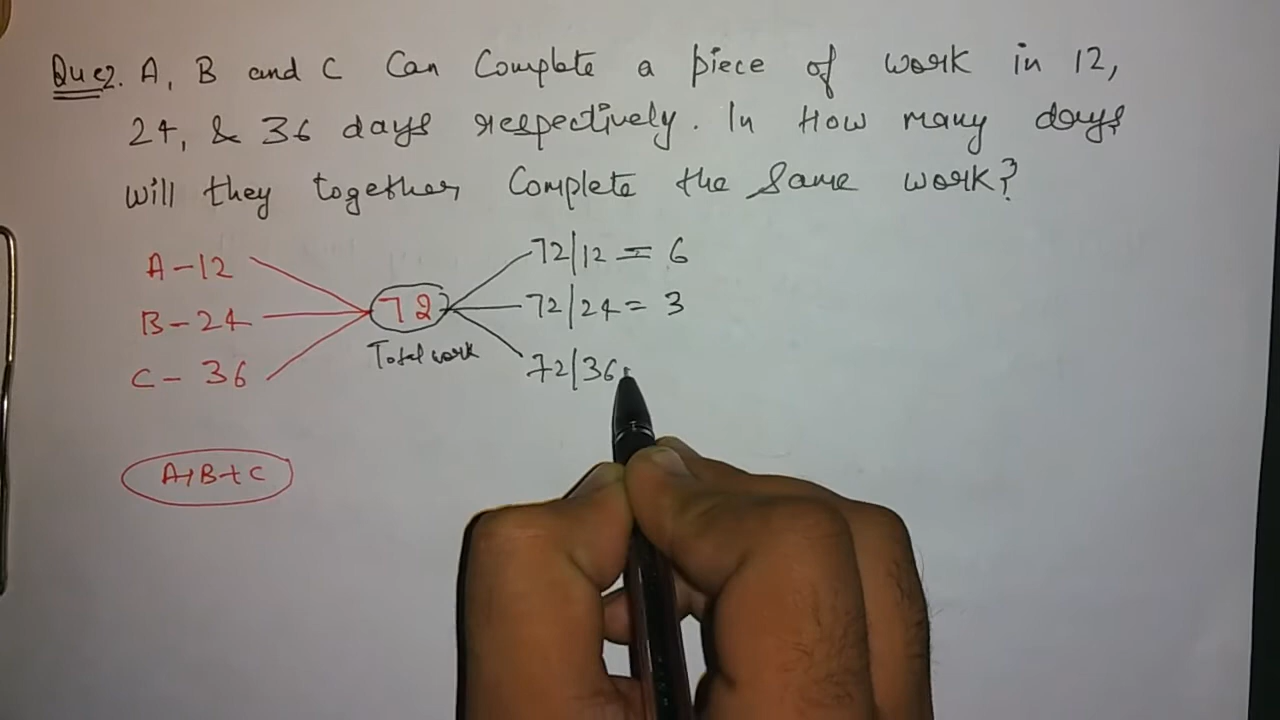 Que2. A, B and C Can Complete a piece of work in 12,
24, & 36 days respectively. In How many days
will they together Complete the Same work?
A-12
B-24
C-36
72
Total work
72/12 = 6
72/24 = 3
72/36
A+B+C